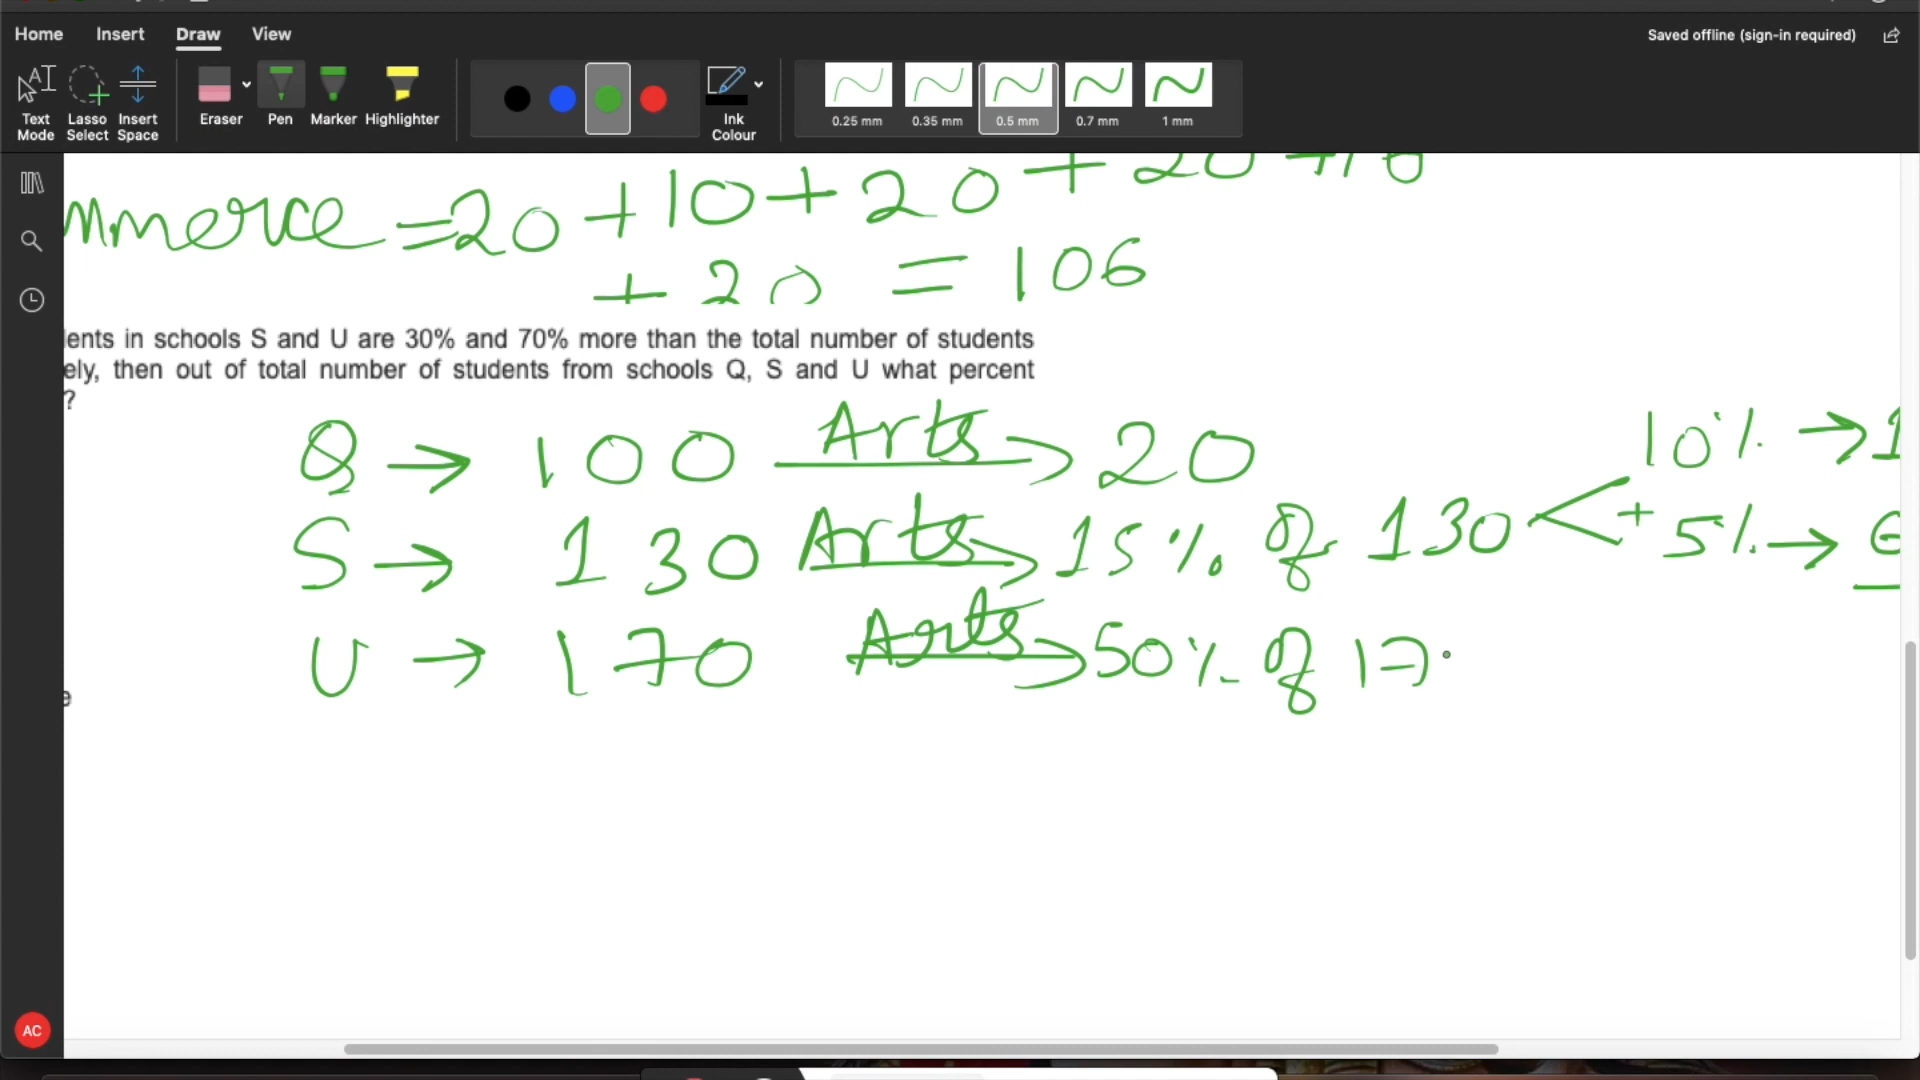 Home Insert Draw View Saved offline (sign-in required)
Text Mode Lasso Select Insert Space Eraser Pen Marker Highlighter Ink Colour 0.25 mm 0.35 mm 0.5 mm 0.7 mm 1 mm
mmerce = 20 + 10 + 20 + 20
+ 20 = 106
ents in schools S and U are 30% and 70% more than the total number of students
ely, then out of total number of students from schools Q, S and U what percent
?
Q → 100 Arts → 20 10% → 1
S → 130 Arts → 15% of 130 < + 5% → 6
U → 170 Arts → 50% of 17
e
AC